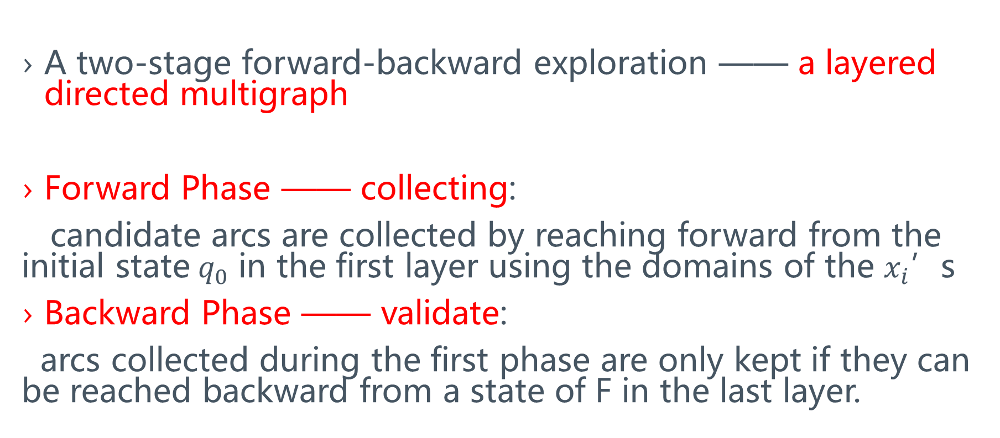 › A two-stage forward-backward exploration —— a layered
directed multigraph
› Forward Phase —— collecting:
candidate arcs are collected by reaching forward from the
initial state q₀ in the first layer using the domains of the xᵢ′ s
› Backward Phase —— validate:
arcs collected during the first phase are only kept if they can
be reached backward from a state of F in the last layer.